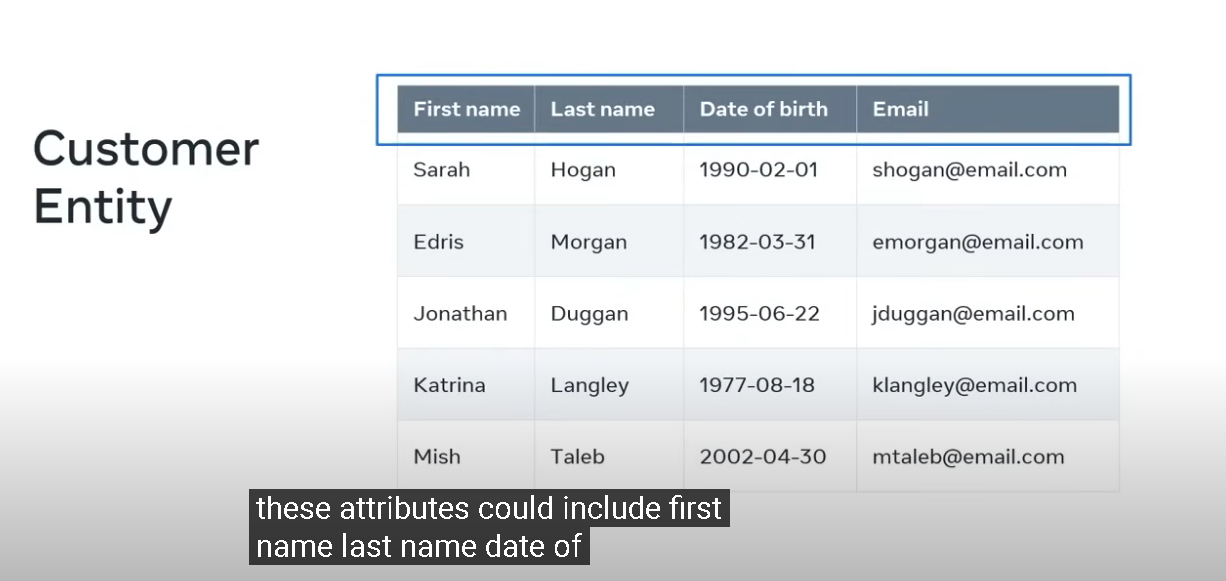 Customer
Entity
First name Last name Date of birth Email
Sarah Hogan 1990-02-01 shogan@email.com
Edris Morgan 1982-03-31 emorgan@email.com
Jonathan Duggan 1995-06-22 jduggan@email.com
Katrina Langley 1977-08-18 klangley@email.com
Mish Taleb 2002-04-30 mtaleb@email.com
these attributes could include first
name last name date of